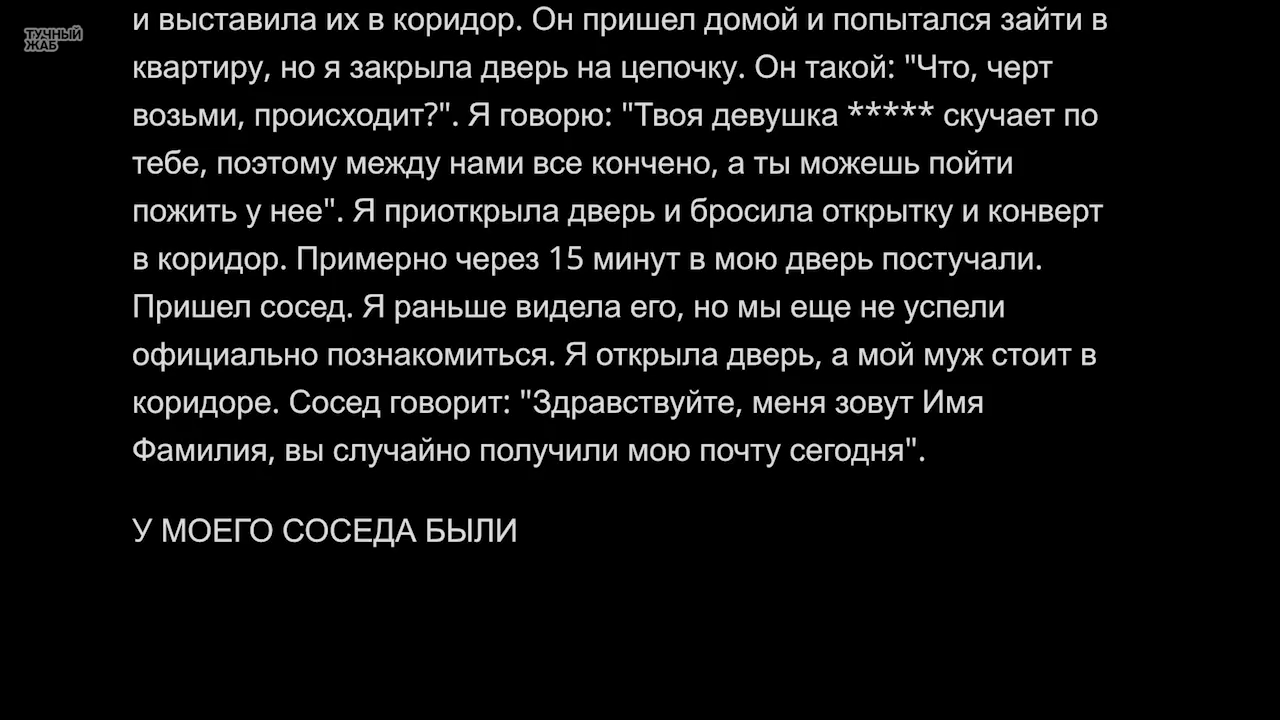 ТУЧНЫЙ
ЖАБ
и выставила их в коридор. Он пришел домой и попытался зайти в
квартиру, но я закрыла дверь на цепочку. Он такой: "Что, черт
возьми, происходит?". Я говорю: "Твоя девушка ***** скучает по
тебе, поэтому между нами все кончено, а ты можешь пойти
пожить у нее". Я приоткрыла дверь и бросила открытку и конверт
в коридор. Примерно через 15 минут в мою дверь постучали.
Пришел сосед. Я раньше видела его, но мы еще не успели
официально познакомиться. Я открыла дверь, а мой муж стоит в
коридоре. Сосед говорит: "Здравствуйте, меня зовут Имя
Фамилия, вы случайно получили мою почту сегодня".
У МОЕГО СОСЕДА БЫЛИ